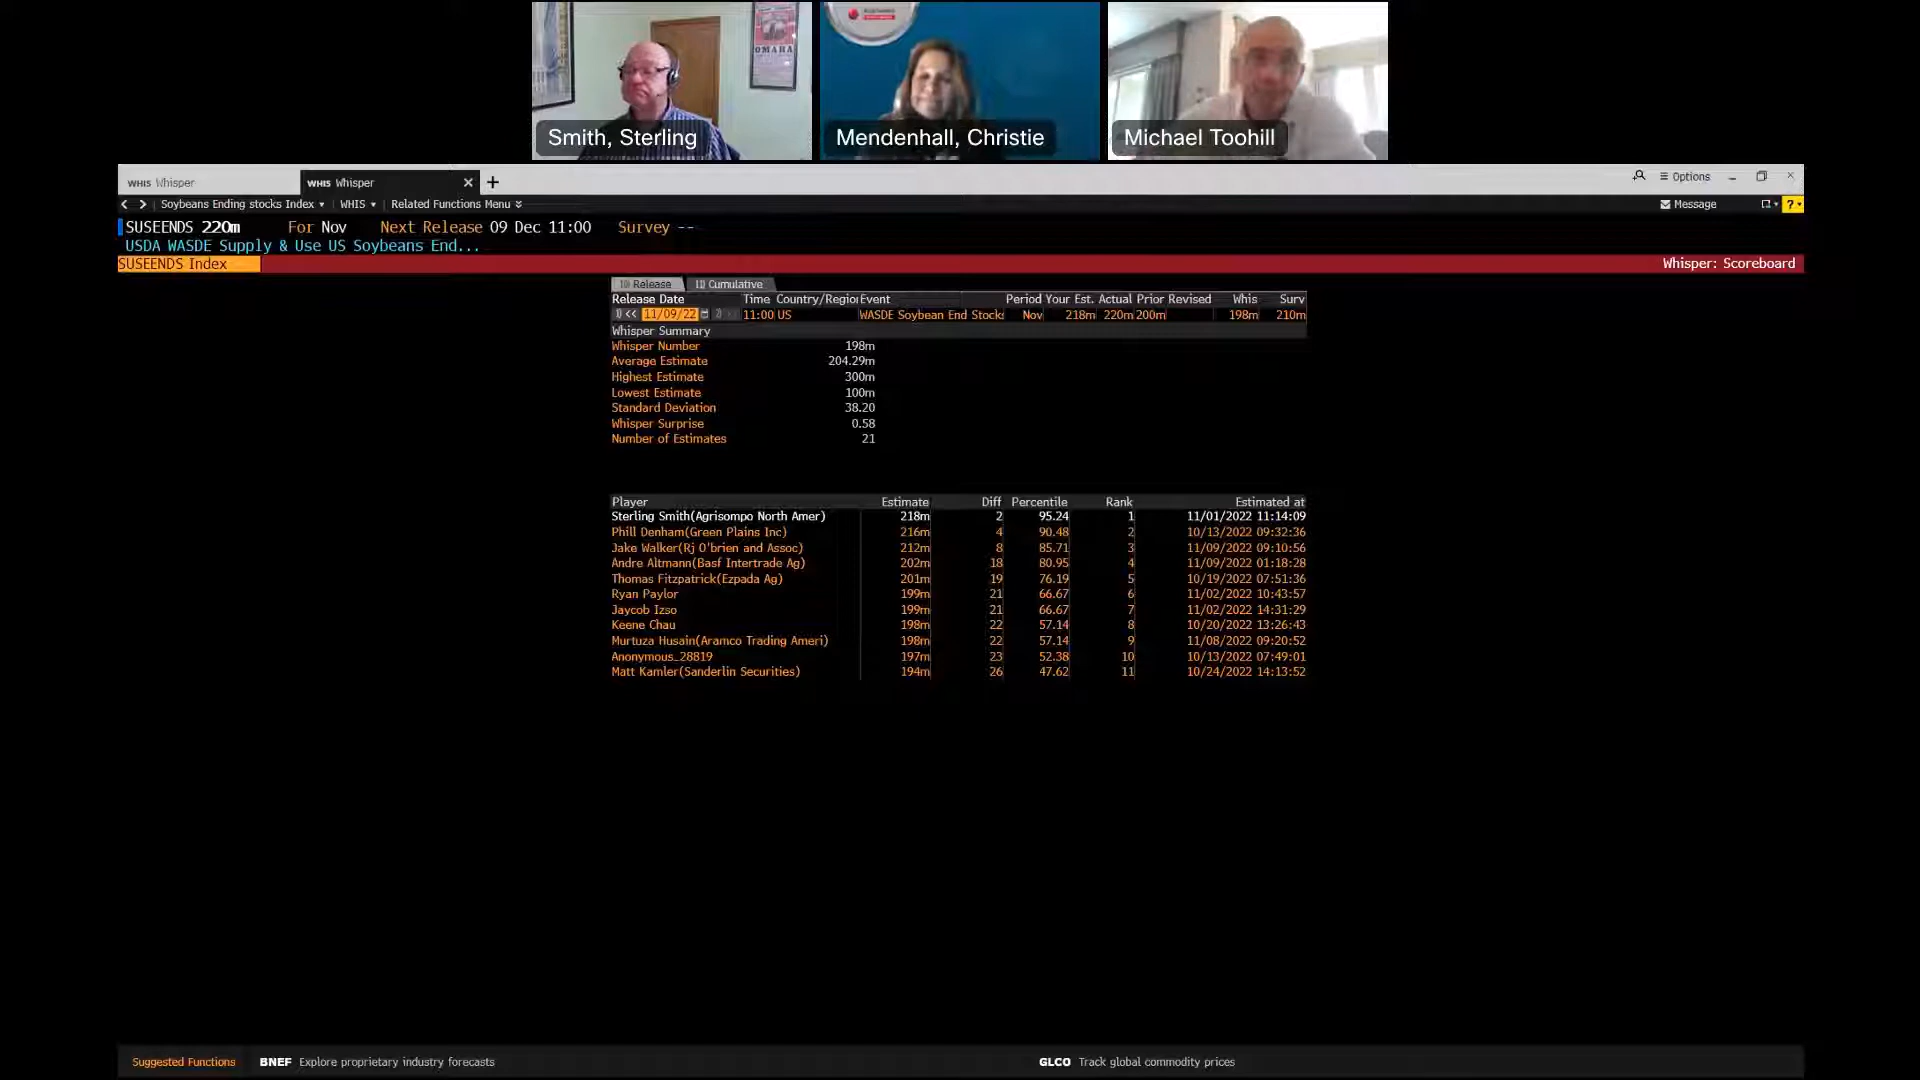 OMAHA
Smith, Sterling
Mendenhall, Christie
Michael Toohill
WHIS Whisper
WHIS Whisper × +
Options
< > Soybeans Ending stocks Index WHIS Related Functions Menu
Message ?
SUSEENDS 220m For Nov Next Release 09 Dec 11:00 Survey --
USDA WASDE Supply & Use US Soybeans End...
SUSEENDS Index Whisper: Scoreboard
10) Release 11) Cumulative
Release Date Time Country/Region Event Period Your Est. Actual Prior Revised Whis Surv
<< 11/09/22 11:00 US WASDE Soybean End Stocks Nov 218m 220m 200m 198m 210m
Whisper Summary
Whisper Number 198m
Average Estimate 204.29m
Highest Estimate 300m
Lowest Estimate 100m
Standard Deviation 38.20
Whisper Surprise 0.58
Number of Estimates 21
Player Estimate Diff Percentile Rank Estimated at
Sterling Smith(Agrisompo North Amer) 218m 2 95.24 1 11/01/2022 11:14:09
Phill Denham(Green Plains Inc) 216m 4 90.48 2 10/13/2022 09:32:36
Jake Walker(Rj O'brien and Assoc) 212m 8 85.71 3 11/09/2022 09:10:56
Andre Altmann(Basf Intertrade Ag) 202m 18 80.95 4 11/09/2022 01:18:28
Thomas Fitzpatrick(Ezpada Ag) 201m 19 76.19 5 10/19/2022 07:51:36
Ryan Paylor 199m 21 66.67 6 11/02/2022 10:43:57
Jaycob Izso 199m 21 66.67 7 11/02/2022 14:31:29
Keene Chau 198m 22 57.14 8 10/20/2022 13:26:43
Murtuza Husain(Aramco Trading Ameri) 198m 22 57.14 9 11/08/2022 09:20:52
Anonymous_28819 197m 23 52.38 10 10/13/2022 07:49:01
Matt Kamler(Sanderlin Securities) 194m 26 47.62 11 10/24/2022 14:13:52
Suggested Functions BNEF Explore proprietary industry forecasts GLCO Track global commodity prices